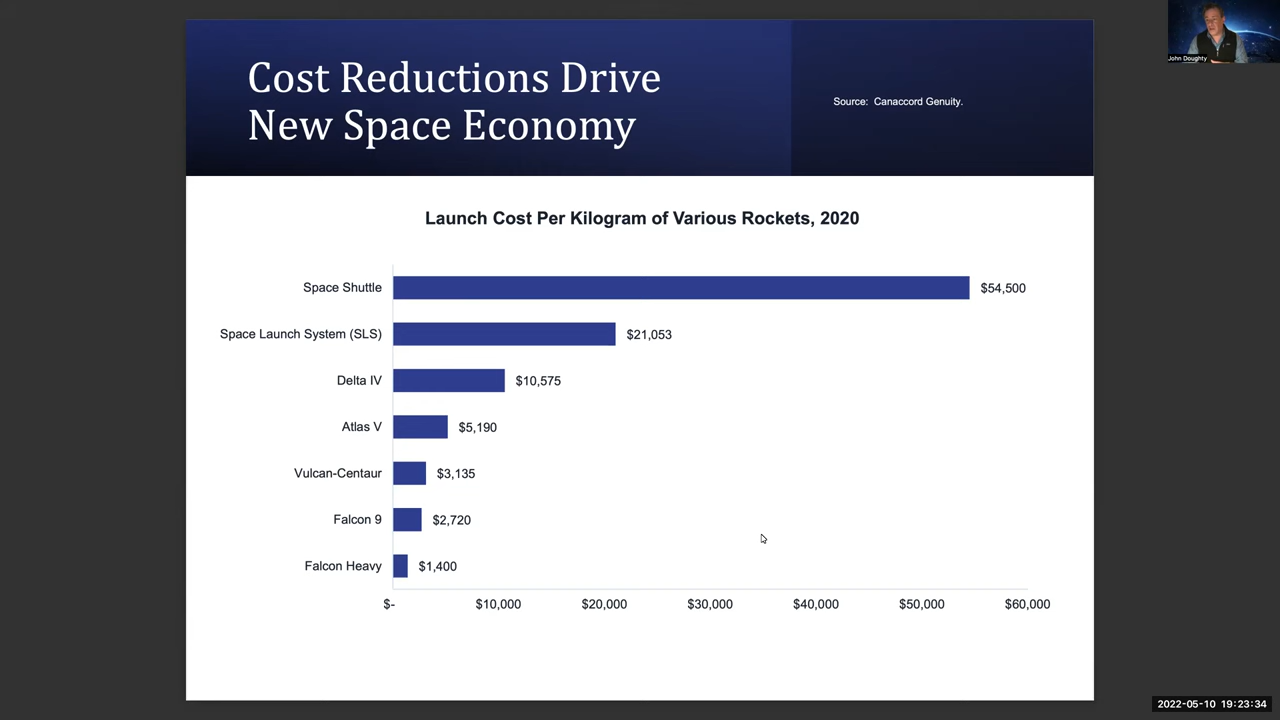 Cost Reductions Drive
New Space Economy
Source: Canaccord Genuity.
John Doughty
Launch Cost Per Kilogram of Various Rockets, 2020
Space Shuttle $54,500
Space Launch System (SLS) $21,053
Delta IV $10,575
Atlas V $5,190
Vulcan-Centaur $3,135
Falcon 9 $2,720
Falcon Heavy $1,400
$- $10,000 $20,000 $30,000 $40,000 $50,000 $60,000
2022-05-10 19:23:34